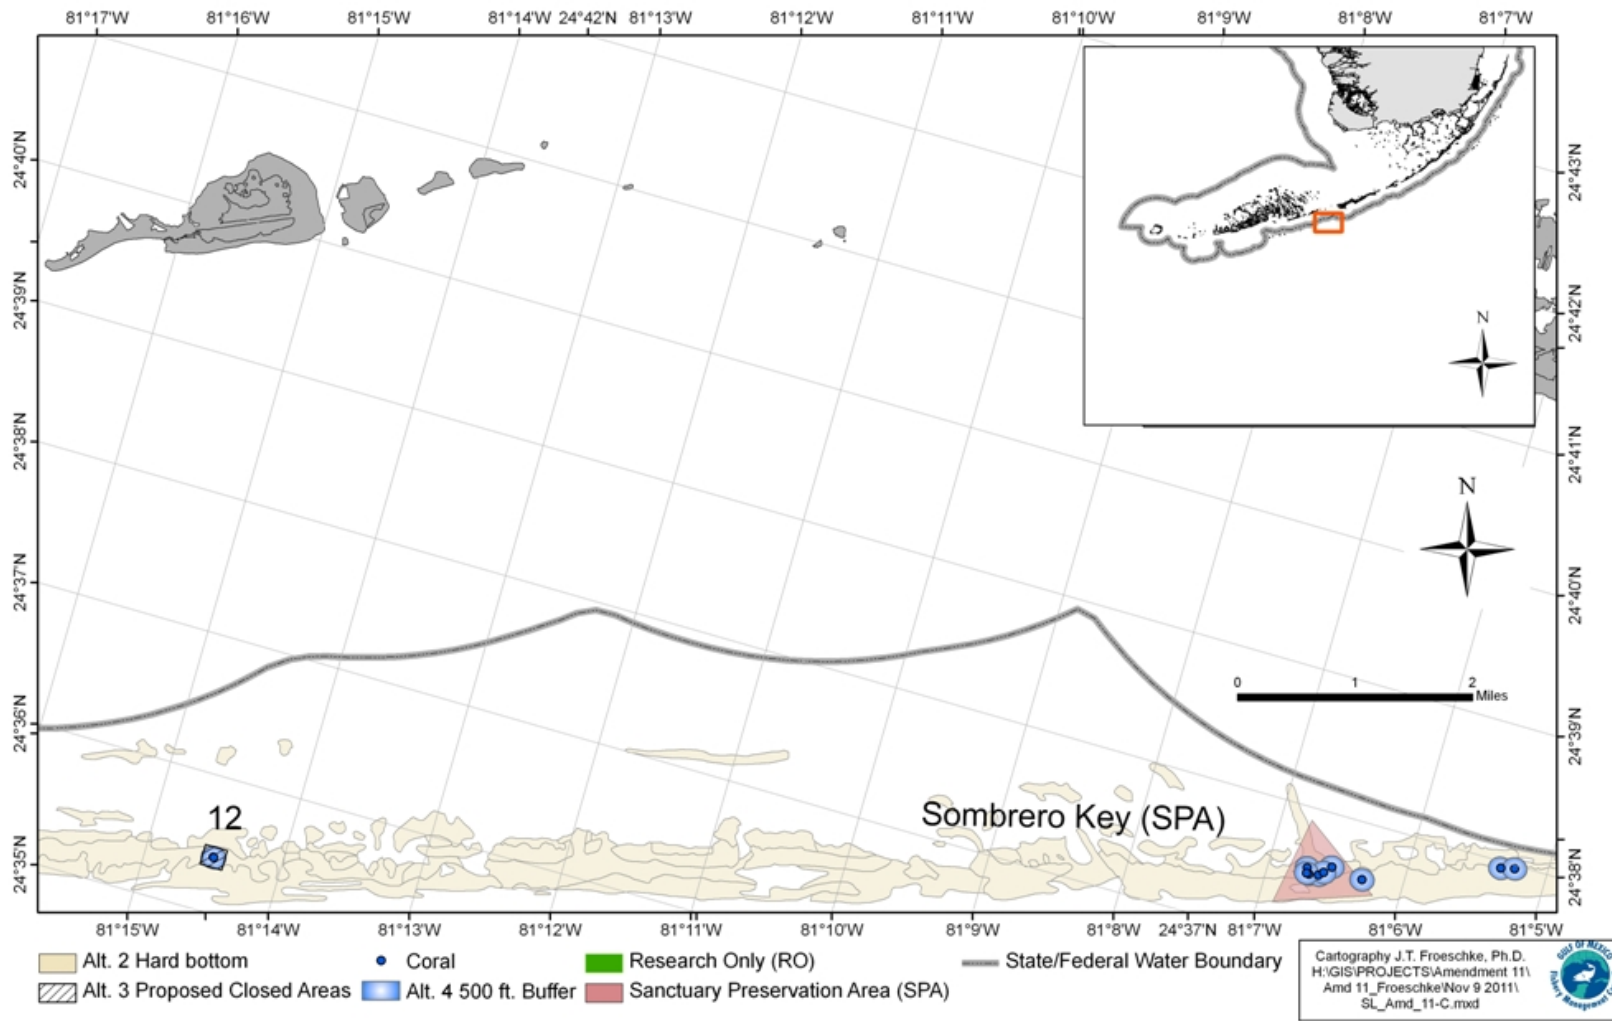 81°17'W 81°16'W 81°15'W 81°14'W 24°42'N 81°13'W 81°12'W 81°11'W 81°10'W 81°9'W 81°8'W 81°7'W
24°40'N
24°39'N
24°38'N
24°37'N
24°36'N
24°35'N
24°43'N
24°42'N
24°41'N
24°40'N
24°39'N
24°38'N
N
N
0 1 2
Miles
12
Sombrero Key (SPA)
81°15'W 81°14'W 81°13'W 81°12'W 81°11'W 81°10'W 81°9'W 81°8'W 24°37'N 81°7'W 81°6'W 81°5'W
Alt. 2 Hard bottom
Coral
Research Only (RO)
State/Federal Water Boundary
Alt. 3 Proposed Closed Areas
Alt. 4 500 ft. Buffer
Sanctuary Preservation Area (SPA)
Cartography J.T. Froeschke, Ph.D.
H:\GIS\PROJECTS\Amendment 11\
Amd 11_Froeschke\Nov 9 2011\
SL_Amd_11-C.mxd
GULF OF MEXICO